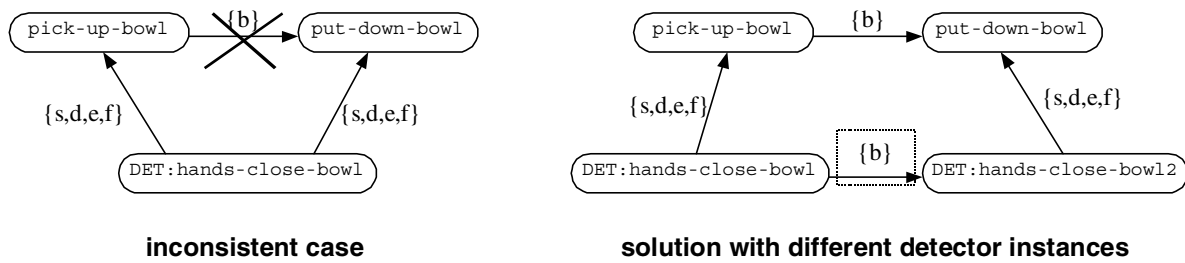 {b}
pick-up-bowl
put-down-bowl
{s,d,e,f}
{s,d,e,f}
DET:hands-close-bowl
inconsistent case
{b}
pick-up-bowl
put-down-bowl
{s,d,e,f}
{s,d,e,f}
{b}
DET:hands-close-bowl
DET:hands-close-bowl2
solution with different detector instances